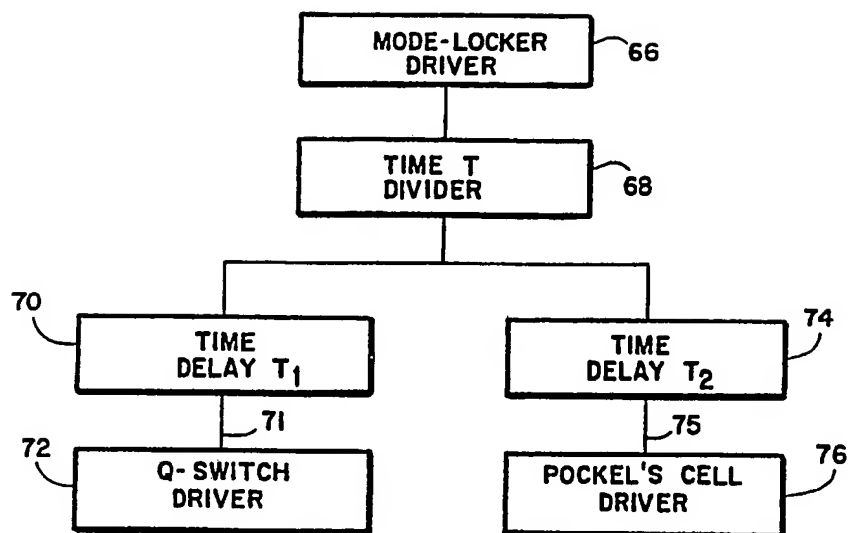 MODE-LOCKER
DRIVER
66
TIME T
DIVIDER
68
70
TIME
DELAY T₁
74
TIME
DELAY T₂
71
75
72
Q-SWITCH
DRIVER
POCKEL'S CELL
DRIVER
76